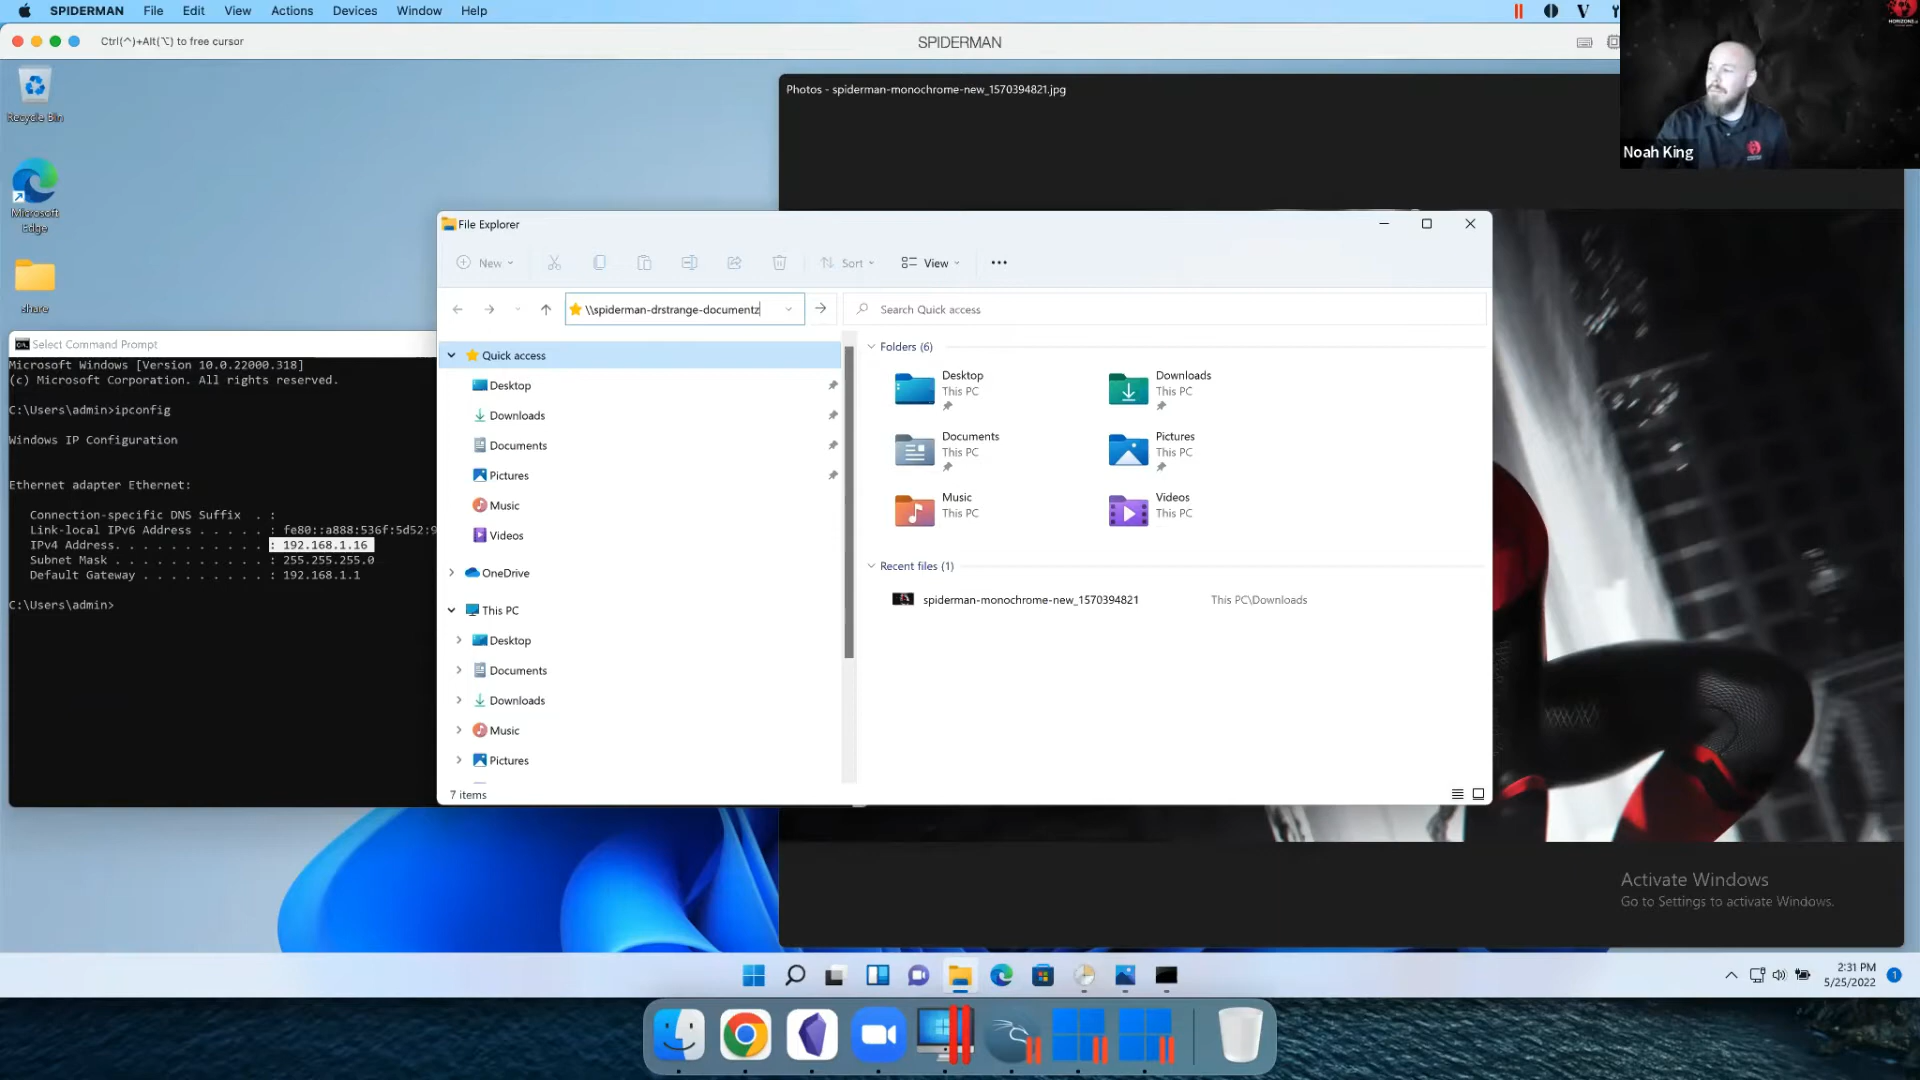 SPIDERMAN File Edit View Actions Devices Window Help
Ctrl(^)+Alt(⌥) to free cursor
SPIDERMAN
Noah King
Recycle Bin
Microsoft
Edge
share
Photos - spiderman-monochrome-new_1570394821.jpg
Select Command Prompt
Microsoft Windows [Version 10.0.22000.318]
(c) Microsoft Corporation. All rights reserved.
C:\Users\admin>ipconfig
Windows IP Configuration
Ethernet adapter Ethernet:
Connection-specific DNS Suffix . :
Link-local IPv6 Address . . . . . : fe80::a888:536f:5d52:9
IPv4 Address. . . . . . . . . . . : 192.168.1.16
Subnet Mask . . . . . . . . . . . : 255.255.255.0
Default Gateway . . . . . . . . . : 192.168.1.1
C:\Users\admin>
File Explorer
New
Sort
View
\\spiderman-drstrange-documentz
Search Quick access
Quick access
Desktop
Downloads
Documents
Pictures
Music
Videos
OneDrive
This PC
Desktop
Documents
Downloads
Music
Pictures
7 items
Folders (6)
Desktop
This PC
Downloads
This PC
Documents
This PC
Pictures
This PC
Music
This PC
Videos
This PC
Recent files (1)
spiderman-monochrome-new_1570394821 This PC\Downloads
Activate Windows
Go to Settings to activate Windows.
2:31 PM
5/25/2022
1